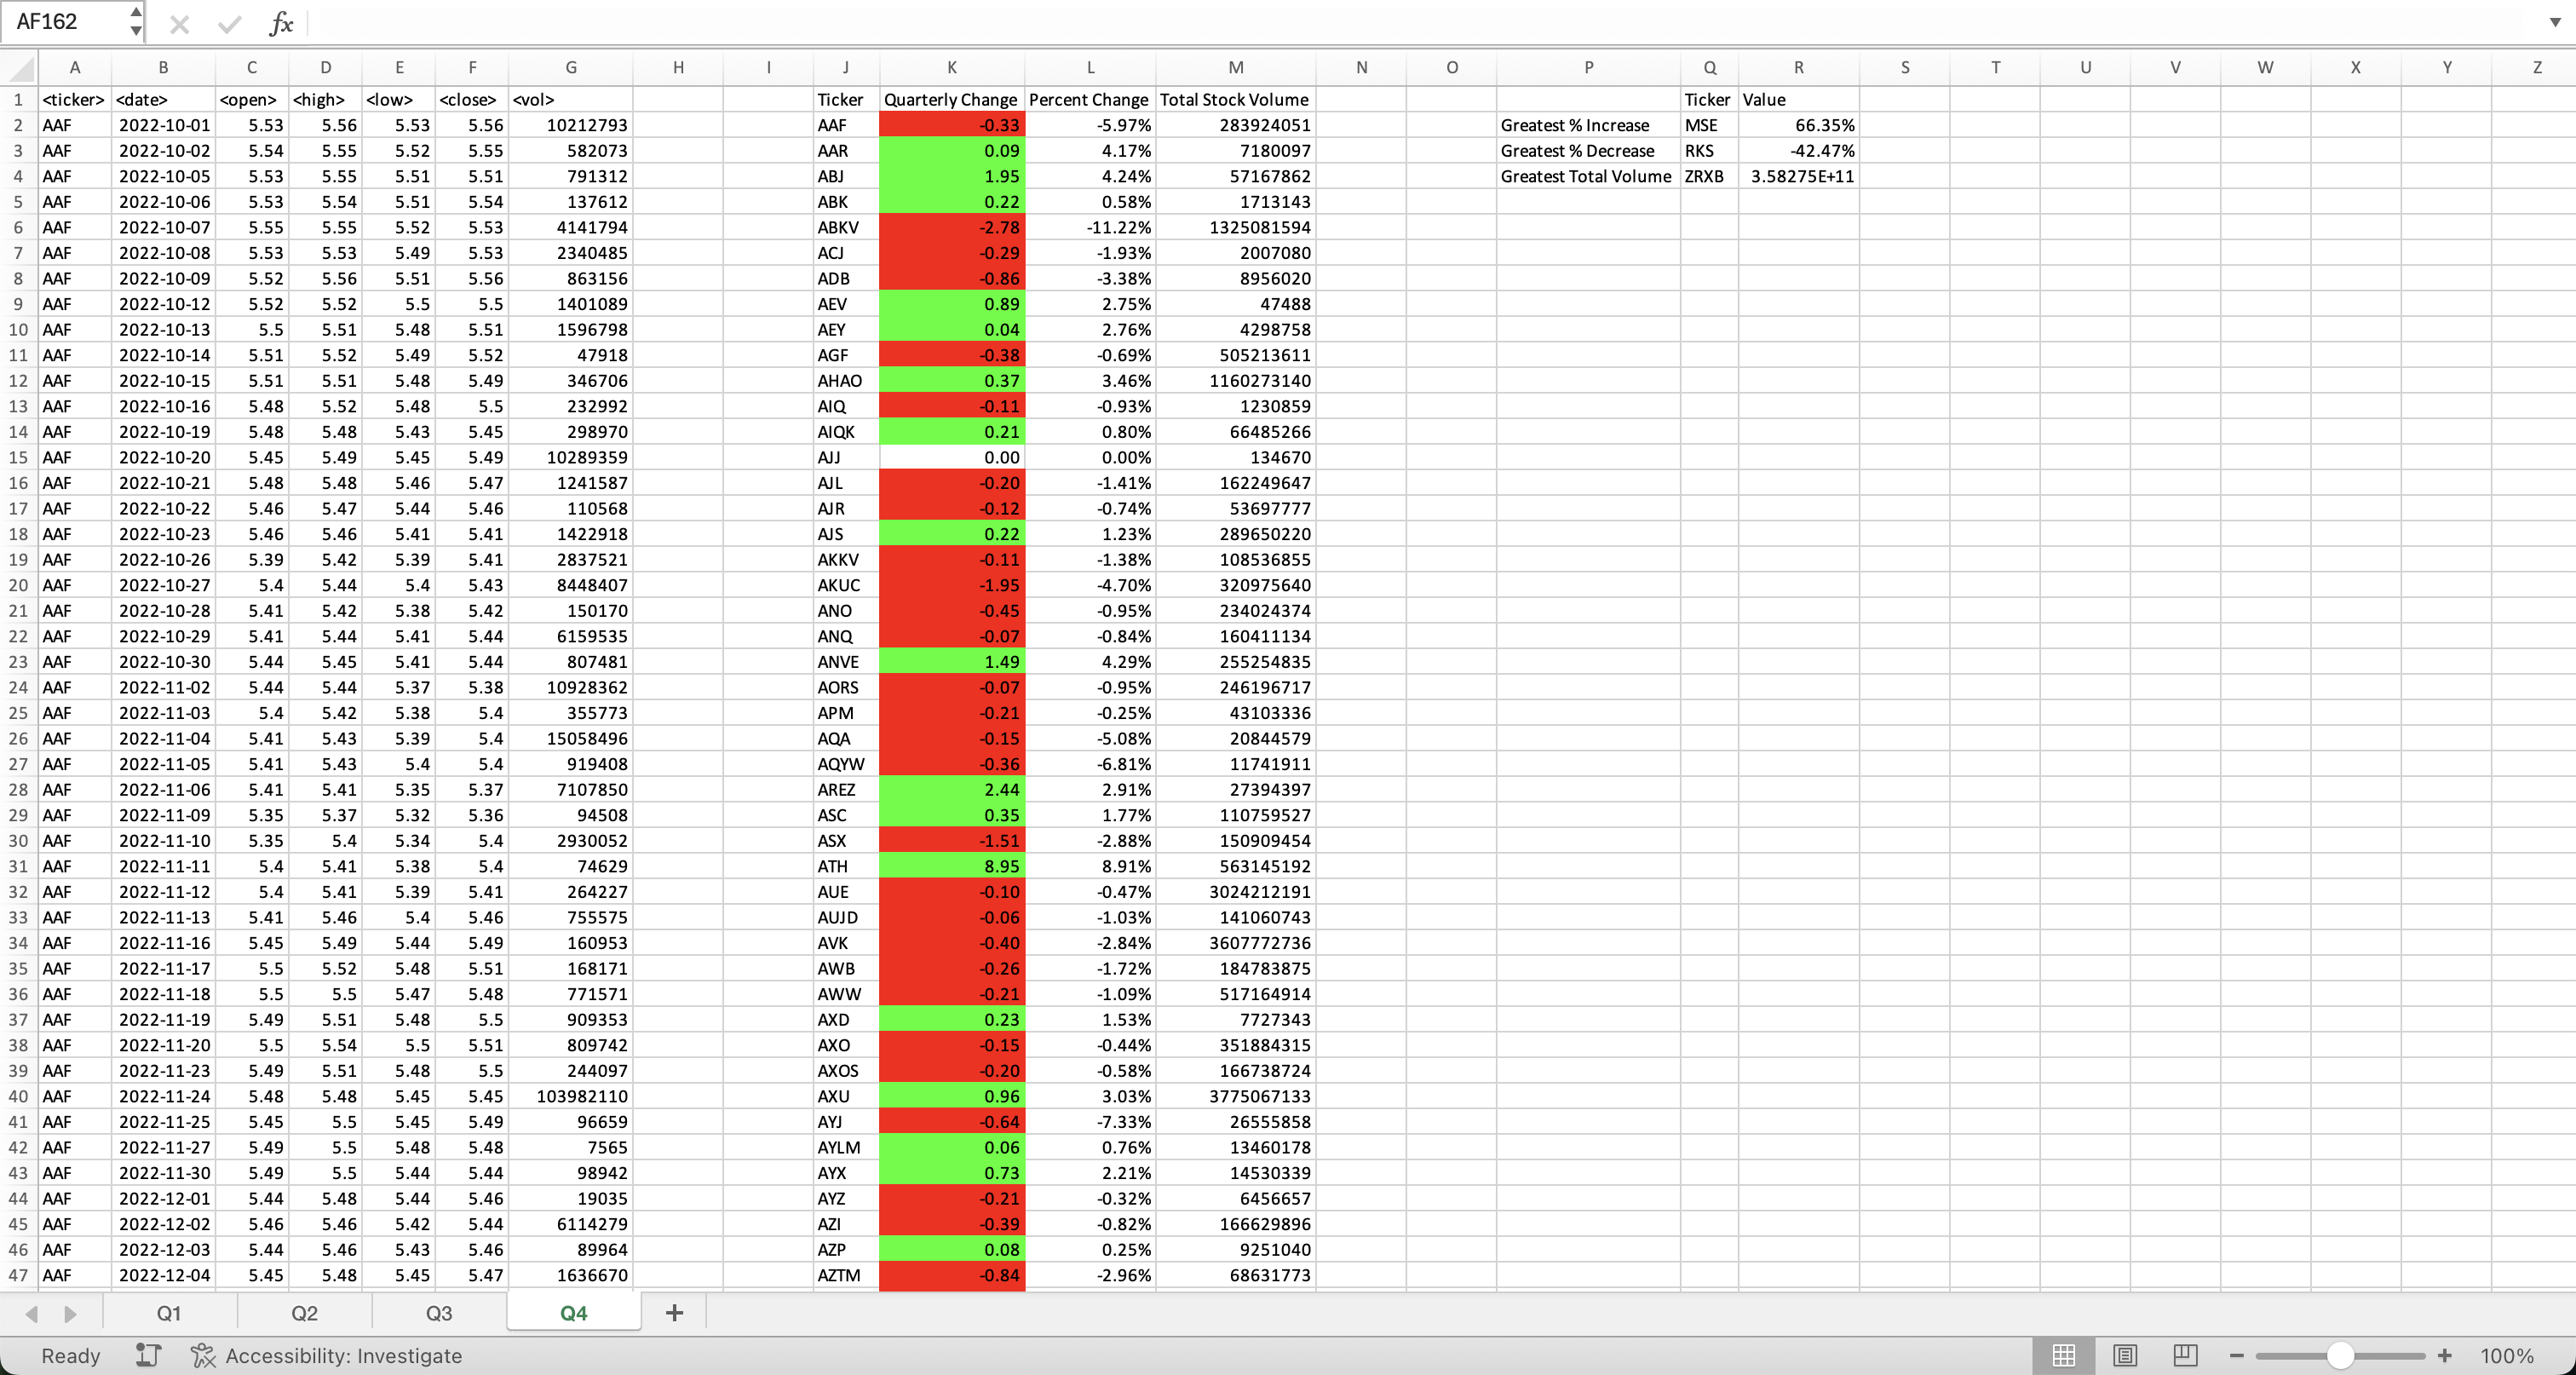 AF162 fx
A B C D E F G H I J K L M N O P Q R S T U V W X Y Z
1 <ticker> <date> <open> <high> <low> <close> <vol> Ticker Quarterly Change Percent Change Total Stock Volume Ticker Value
2 AAF 2022-10-01 5.53 5.56 5.53 5.56 10212793 AAF -0.33 -5.97% 283924051 Greatest % Increase MSE 66.35%
3 AAF 2022-10-02 5.54 5.55 5.52 5.55 582073 AAR 0.09 4.17% 7180097 Greatest % Decrease RKS -42.47%
4 AAF 2022-10-05 5.53 5.55 5.51 5.51 791312 ABJ 1.95 4.24% 57167862 Greatest Total Volume ZRXB 3.58275E+11
5 AAF 2022-10-06 5.53 5.54 5.51 5.54 137612 ABK 0.22 0.58% 1713143
6 AAF 2022-10-07 5.55 5.55 5.52 5.53 4141794 ABKV -2.78 -11.22% 1325081594
7 AAF 2022-10-08 5.53 5.53 5.49 5.53 2340485 ACJ -0.29 -1.93% 2007080
8 AAF 2022-10-09 5.52 5.56 5.51 5.56 863156 ADB -0.86 -3.38% 8956020
9 AAF 2022-10-12 5.52 5.52 5.5 5.5 1401089 AEV 0.89 2.75% 47488
10 AAF 2022-10-13 5.5 5.51 5.48 5.51 1596798 AEY 0.04 2.76% 4298758
11 AAF 2022-10-14 5.51 5.52 5.49 5.52 47918 AGF -0.38 -0.69% 505213611
12 AAF 2022-10-15 5.51 5.51 5.48 5.49 346706 AHAO 0.37 3.46% 1160273140
13 AAF 2022-10-16 5.48 5.52 5.48 5.5 232992 AIQ -0.11 -0.93% 1230859
14 AAF 2022-10-19 5.48 5.48 5.43 5.45 298970 AIQK 0.21 0.80% 66485266
15 AAF 2022-10-20 5.45 5.49 5.45 5.49 10289359 AJJ 0.00 0.00% 134670
16 AAF 2022-10-21 5.48 5.48 5.46 5.47 1241587 AJL -0.20 -1.41% 162249647
17 AAF 2022-10-22 5.46 5.47 5.44 5.46 110568 AJR -0.12 -0.74% 53697777
18 AAF 2022-10-23 5.46 5.46 5.41 5.41 1422918 AJS 0.22 1.23% 289650220
19 AAF 2022-10-26 5.39 5.42 5.39 5.41 2837521 AKKV -0.11 -1.38% 108536855
20 AAF 2022-10-27 5.4 5.44 5.4 5.43 8448407 AKUC -1.95 -4.70% 320975640
21 AAF 2022-10-28 5.41 5.42 5.38 5.42 150170 ANO -0.45 -0.95% 234024374
22 AAF 2022-10-29 5.41 5.44 5.41 5.44 6159535 ANQ -0.07 -0.84% 160411134
23 AAF 2022-10-30 5.44 5.45 5.41 5.44 807481 ANVE 1.49 4.29% 255254835
24 AAF 2022-11-02 5.44 5.44 5.37 5.38 10928362 AORS -0.07 -0.95% 246196717
25 AAF 2022-11-03 5.4 5.42 5.38 5.4 355773 APM -0.21 -0.25% 43103336
26 AAF 2022-11-04 5.41 5.43 5.39 5.4 15058496 AQA -0.15 -5.08% 20844579
27 AAF 2022-11-05 5.41 5.43 5.4 5.4 919408 AQYW -0.36 -6.81% 11741911
28 AAF 2022-11-06 5.41 5.41 5.35 5.37 7107850 AREZ 2.44 2.91% 27394397
29 AAF 2022-11-09 5.35 5.37 5.32 5.36 94508 ASC 0.35 1.77% 110759527
30 AAF 2022-11-10 5.35 5.4 5.34 5.4 2930052 ASX -1.51 -2.88% 150909454
31 AAF 2022-11-11 5.4 5.41 5.38 5.4 74629 ATH 8.95 8.91% 563145192
32 AAF 2022-11-12 5.4 5.41 5.39 5.41 264227 AUE -0.10 -0.47% 3024212191
33 AAF 2022-11-13 5.41 5.46 5.4 5.46 755575 AUJD -0.06 -1.03% 141060743
34 AAF 2022-11-16 5.45 5.49 5.44 5.49 160953 AVK -0.40 -2.84% 3607772736
35 AAF 2022-11-17 5.5 5.52 5.48 5.51 168171 AWB -0.26 -1.72% 184783875
36 AAF 2022-11-18 5.5 5.5 5.47 5.48 771571 AWW -0.21 -1.09% 517164914
37 AAF 2022-11-19 5.49 5.51 5.48 5.5 909353 AXD 0.23 1.53% 7727343
38 AAF 2022-11-20 5.5 5.54 5.5 5.51 809742 AXO -0.15 -0.44% 351884315
39 AAF 2022-11-23 5.49 5.51 5.48 5.5 244097 AXOS -0.20 -0.58% 166738724
40 AAF 2022-11-24 5.48 5.48 5.45 5.45 103982110 AXU 0.96 3.03% 3775067133
41 AAF 2022-11-25 5.45 5.5 5.45 5.49 96659 AYJ -0.64 -7.33% 26555858
42 AAF 2022-11-27 5.49 5.5 5.48 5.48 7565 AYLM 0.06 0.76% 13460178
43 AAF 2022-11-30 5.49 5.5 5.44 5.44 98942 AYX 0.73 2.21% 14530339
44 AAF 2022-12-01 5.44 5.48 5.44 5.46 19035 AYZ -0.21 -0.32% 6456657
45 AAF 2022-12-02 5.46 5.46 5.42 5.44 6114279 AZI -0.39 -0.82% 166629896
46 AAF 2022-12-03 5.44 5.46 5.43 5.46 89964 AZP 0.08 0.25% 9251040
47 AAF 2022-12-04 5.45 5.48 5.45 5.47 1636670 AZTM -0.84 -2.96% 68631773
Q1 Q2 Q3 Q4 +
Ready Accessibility: Investigate 100%